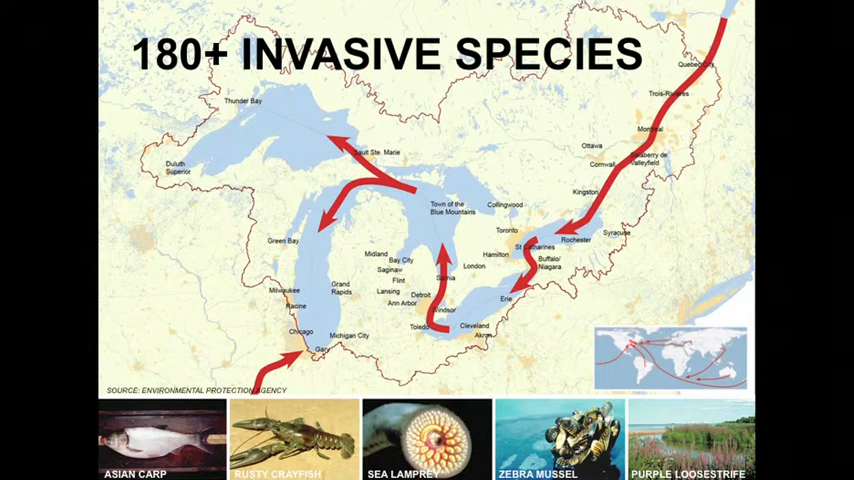 180+ INVASIVE SPECIES
Quebec City
Trois-Rivières
Thunder Bay
Montreal
Ottawa
Sault Ste. Marie
Salaberry de
Valleyfield
Cornwall
Duluth
Superior
Kingston
Town of the
Blue Mountains
Collingwood
Toronto
Syracuse
Green Bay
Rochester
St Catharines
Midland
Hamilton
Bay City
Buffalo/
Niagara
Saginaw
London
Flint
Sarnia
Milwaukee
Grand
Rapids
Lansing
Detroit
Erie
Ann Arbor
Racine
Windsor
Chicago
Michigan City
Toledo
Cleveland
Akron
Gary
SOURCE: ENVIRONMENTAL PROTECTION AGENCY
ASIAN CARP
RUSTY CRAYFISH
SEA LAMPREY
ZEBRA MUSSEL
PURPLE LOOSESTRIFE